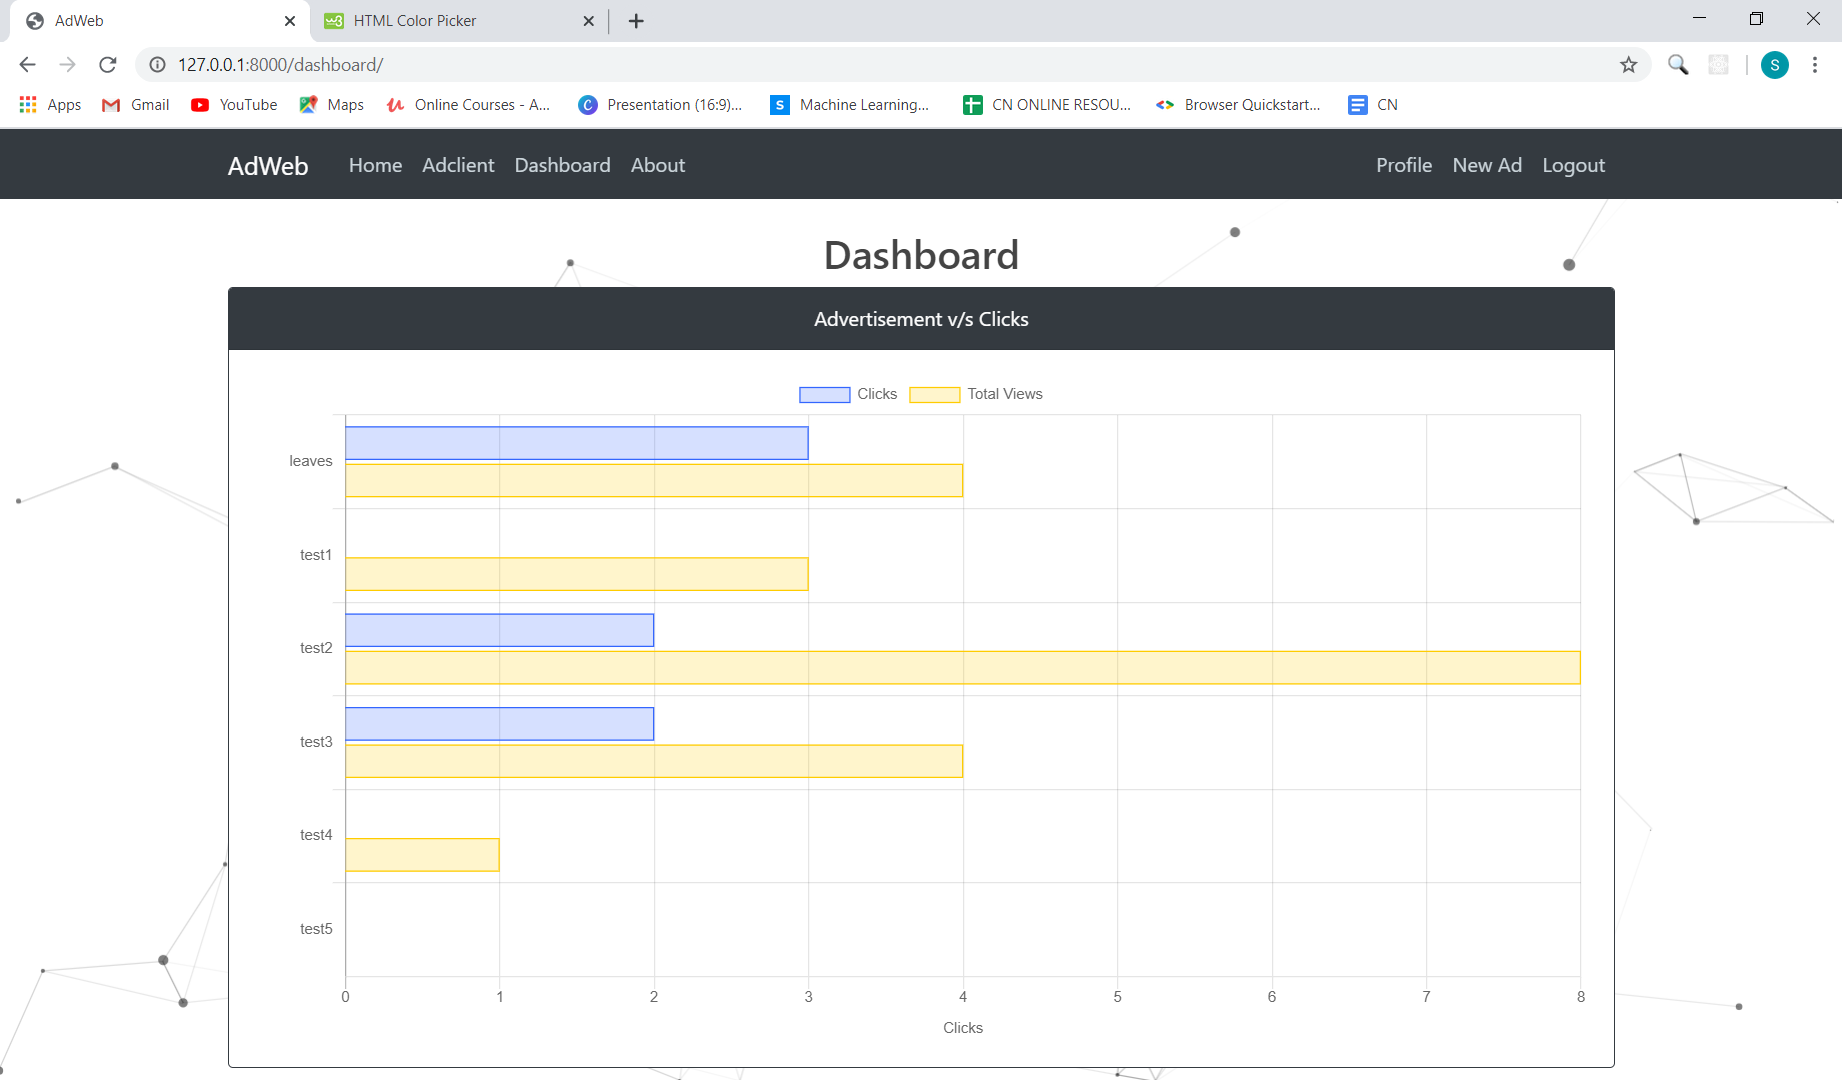 AdWeb
HTML Color Picker
127.0.0.1:8000/dashboard/
S
Apps Gmail YouTube Maps Online Courses - A... C Presentation (16:9)... S Machine Learning... CN ONLINE RESOU... Browser Quickstart... CN
AdWeb Home Adclient Dashboard About Profile New Ad Logout
Dashboard
Advertisement v/s Clicks
Clicks Total Views
leaves
test1
test2
test3
test4
test5
0 1 2 3 4 5 6 7 8
Clicks